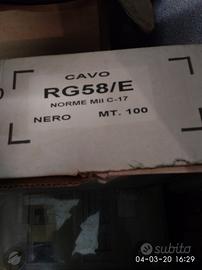 CAVO
RG58/E
NORME Mil C-17
NERO MT. 100
subito
04-03-20 16:29